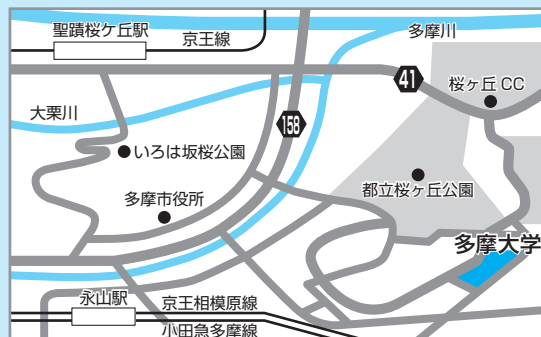 聖蹟桜ケ丘駅
京王線
多摩川
41
桜ヶ丘 CC
大栗川
158
いろは坂桜公園
都立桜ヶ丘公園
多摩市役所
多摩大学
永山駅
京王相模原線
小田急多摩線